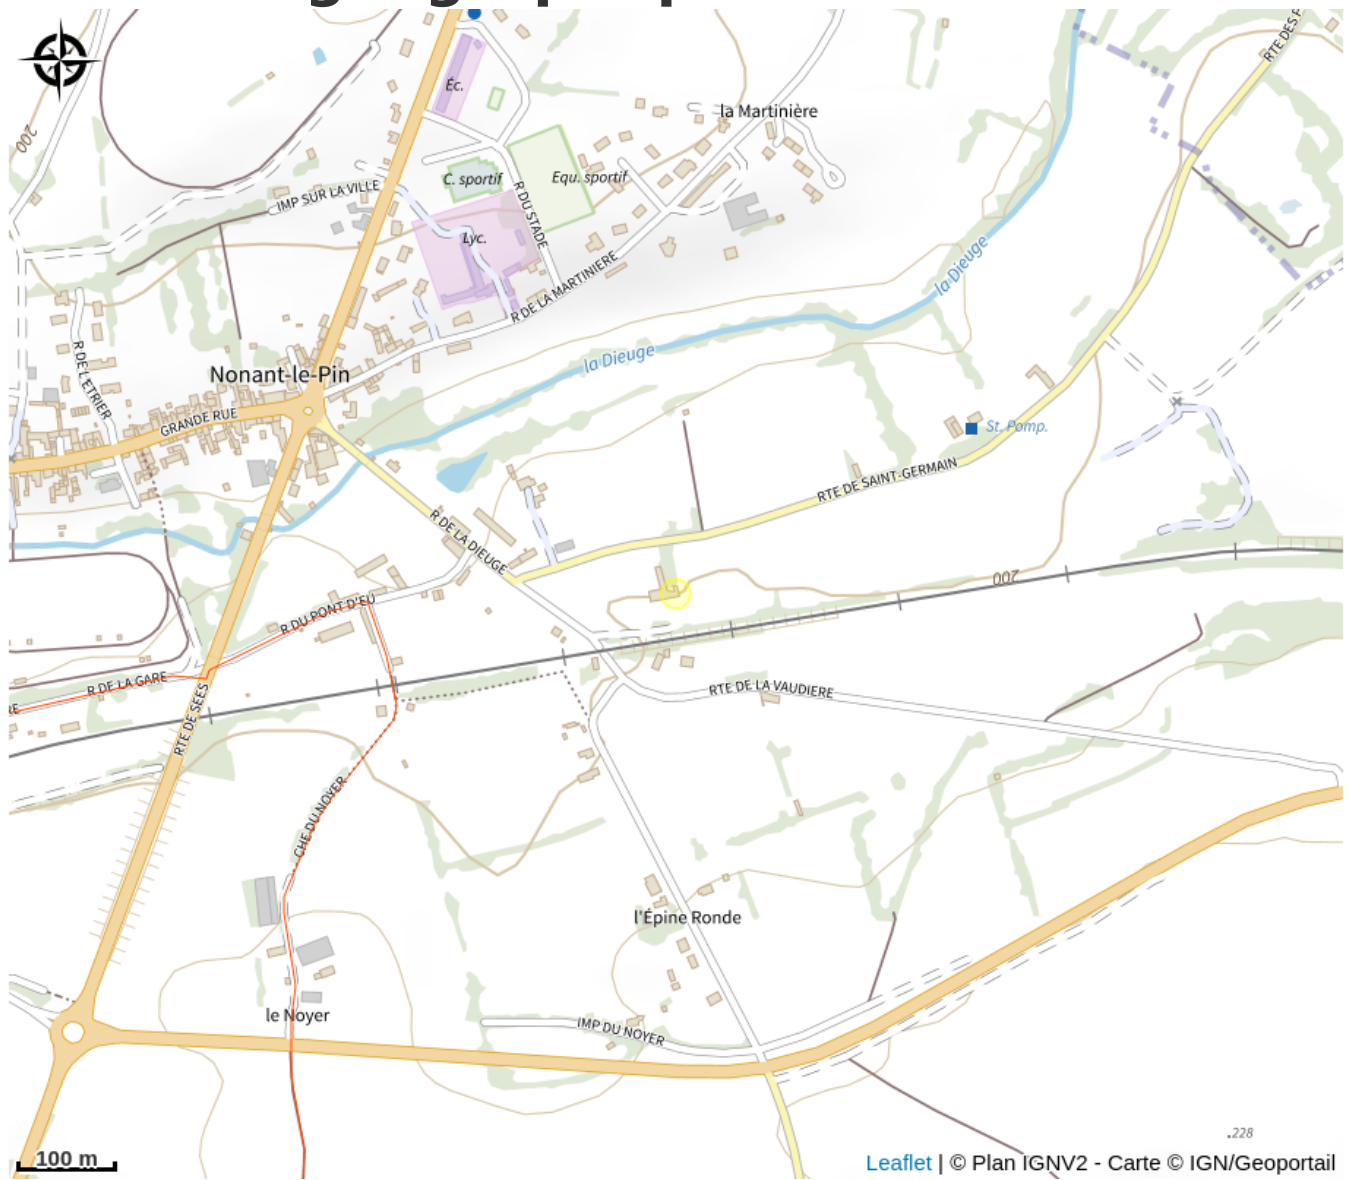 Éc.
la Martinière
RTE DES
200
C. sportif
Equ. sportif
IMP SUR LA VILLE
R DU STADE
Lyc.
la Dieuge
R DE LA MARTINIERE
la Dieuge
R DE L'ETRIER
Nonant-le-Pin
GRANDE RUE
St. Pomp.
RTE DE SAINT-GERMAIN
R DE LA DIEUGE
200
R DU PONT D'EU
R DE LA GARE
RE
RTE DE SEES
RTE DE LA VAUDIERE
CHE DU NOYER
l'Épine Ronde
le Noyer
IMP DU NOYER
228
100 m
Leaflet | © Plan IGNV2 - Carte © IGN/Geoportail